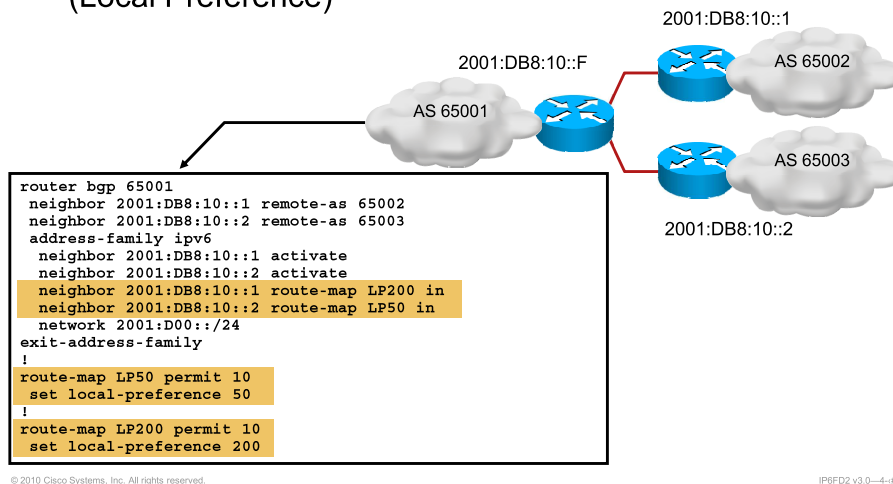 (Local Preference)
2001:DB8:10::1
2001:DB8:10::F
AS 65002
AS 65001
AS 65003
2001:DB8:10::2
router bgp 65001
neighbor 2001:DB8:10::1 remote-as 65002
neighbor 2001:DB8:10::2 remote-as 65003
address-family ipv6
neighbor 2001:DB8:10::1 activate
neighbor 2001:DB8:10::2 activate
neighbor 2001:DB8:10::1 route-map LP200 in
neighbor 2001:DB8:10::2 route-map LP50 in
network 2001:D00::/24
exit-address-family
!
route-map LP50 permit 10
set local-preference 50
!
route-map LP200 permit 10
set local-preference 200
© 2010 Cisco Systems, Inc. All rights reserved.
IP6FD2 v3.0—4-